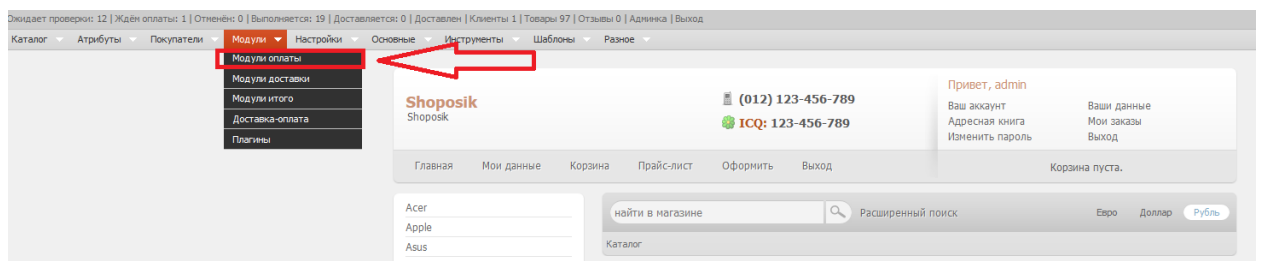 Ожидает проверки: 12 | Ждён оплаты: 1 | Отменён: 0 | Выполняется: 19 | Доставляется: 0 | Доставлен | Клиенты 1 | Товары 97 | Отзывы 0 | Админка | Выход
Каталог Атрибуты Покупатели Модули Настройки Основные Инструменты Шаблоны Разное
Модули оплаты
Модули доставки
Модули итого
Доставка-оплата
Плагины
Shoposik
Shoposik
(012) 123-456-789
ICQ: 123-456-789
Привет, admin
Ваш аккаунт Ваши данные
Адресная книга Мои заказы
Изменить пароль Выход
Главная Мои данные Корзина Прайс-лист Оформить Выход
Корзина пуста.
Acer
Apple
Asus
найти в магазине Расширенный поиск Евро Доллар Рубль
Каталог